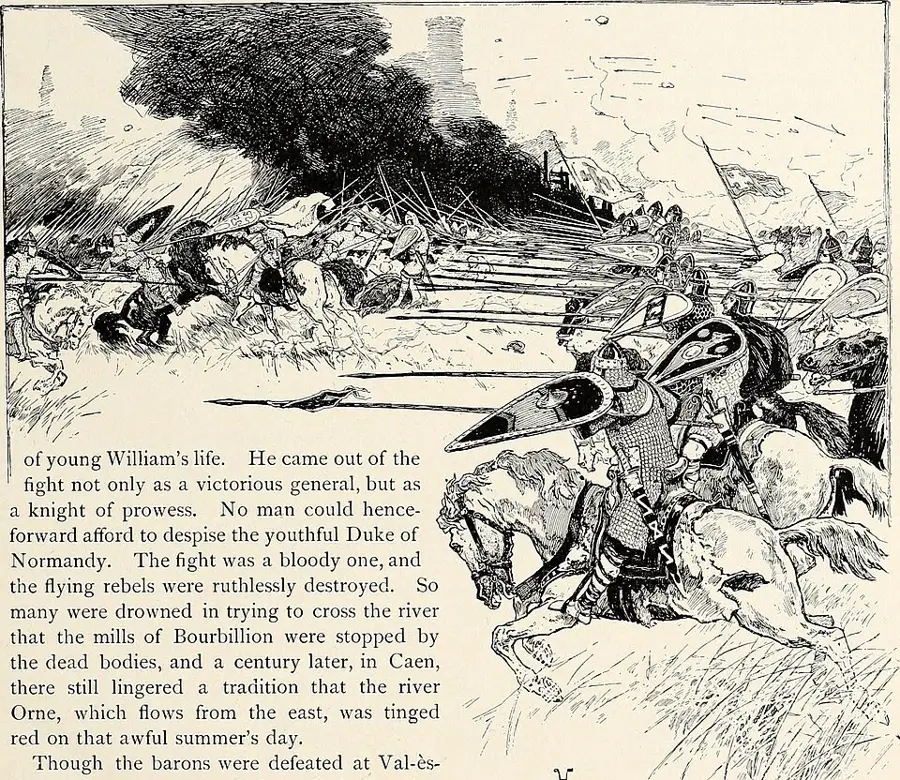 of young William's life. He came out of the
fight not only as a victorious general, but as
a knight of prowess. No man could hence-
forward afford to despise the youthful Duke of
Normandy. The fight was a bloody one, and
the flying rebels were ruthlessly destroyed. So
many were drowned in trying to cross the river
that the mills of Bourbillion were stopped by
the dead bodies, and a century later, in Caen,
there still lingered a tradition that the river
Orne, which flows from the east, was tinged
red on that awful summer's day.
Though the barons were defeated at Val-ès-